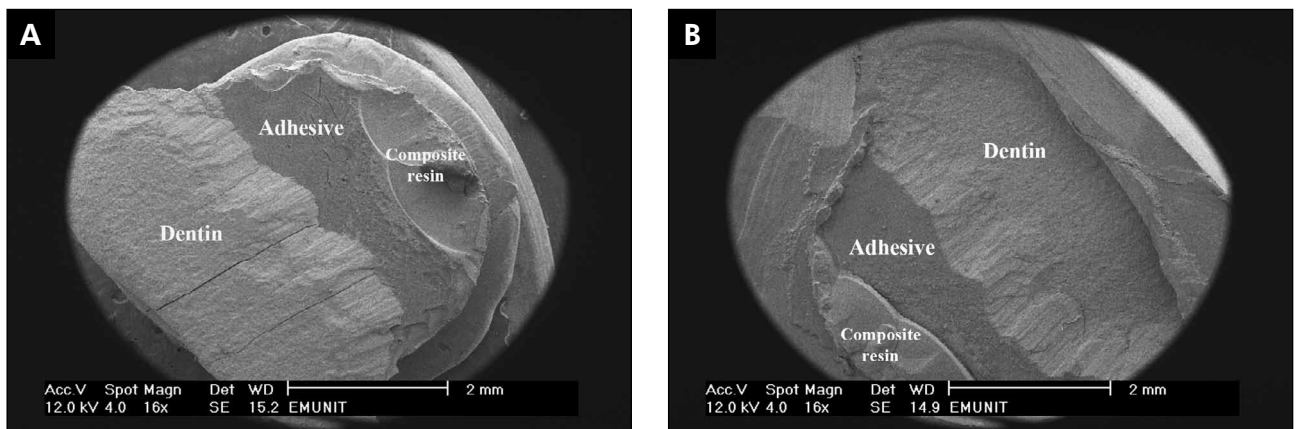 A
Adhesive
Composite
resin
Dentin
Acc.V Spot Magn Det WD 2 mm
12.0 kV 4.0 16x SE 15.2 EMUNIT
B
Dentin
Adhesive
Composite
resin
Acc.V Spot Magn Det WD 2 mm
12.0 kV 4.0 16x SE 14.9 EMUNIT